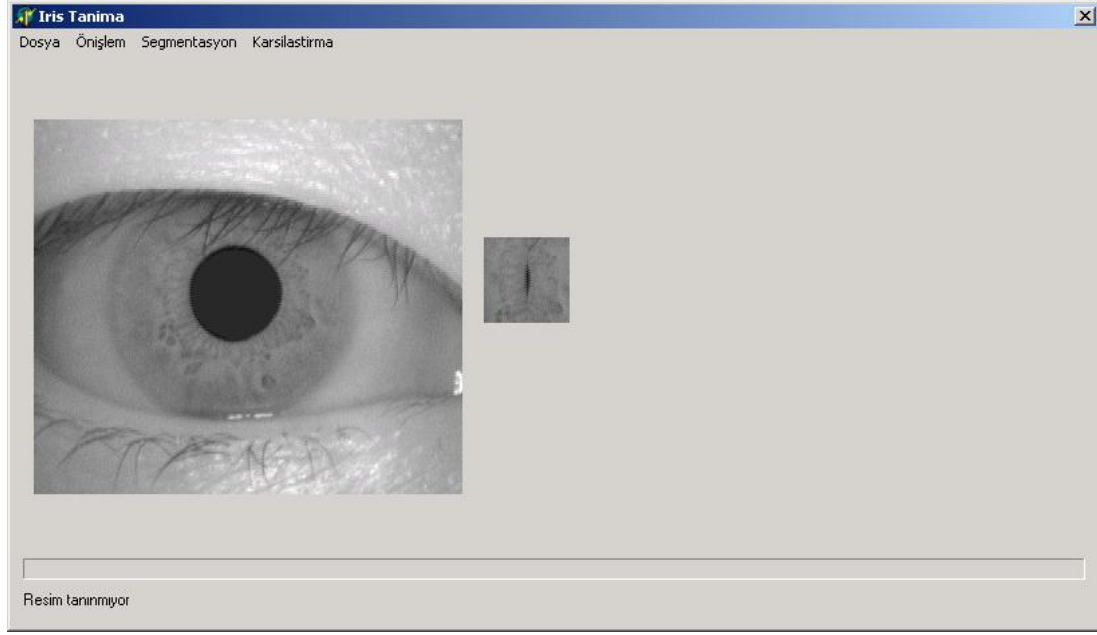 Iris Tanima
Dosya Önişlem Segmentasyon Karsilastirma
Resim tanınmıyor